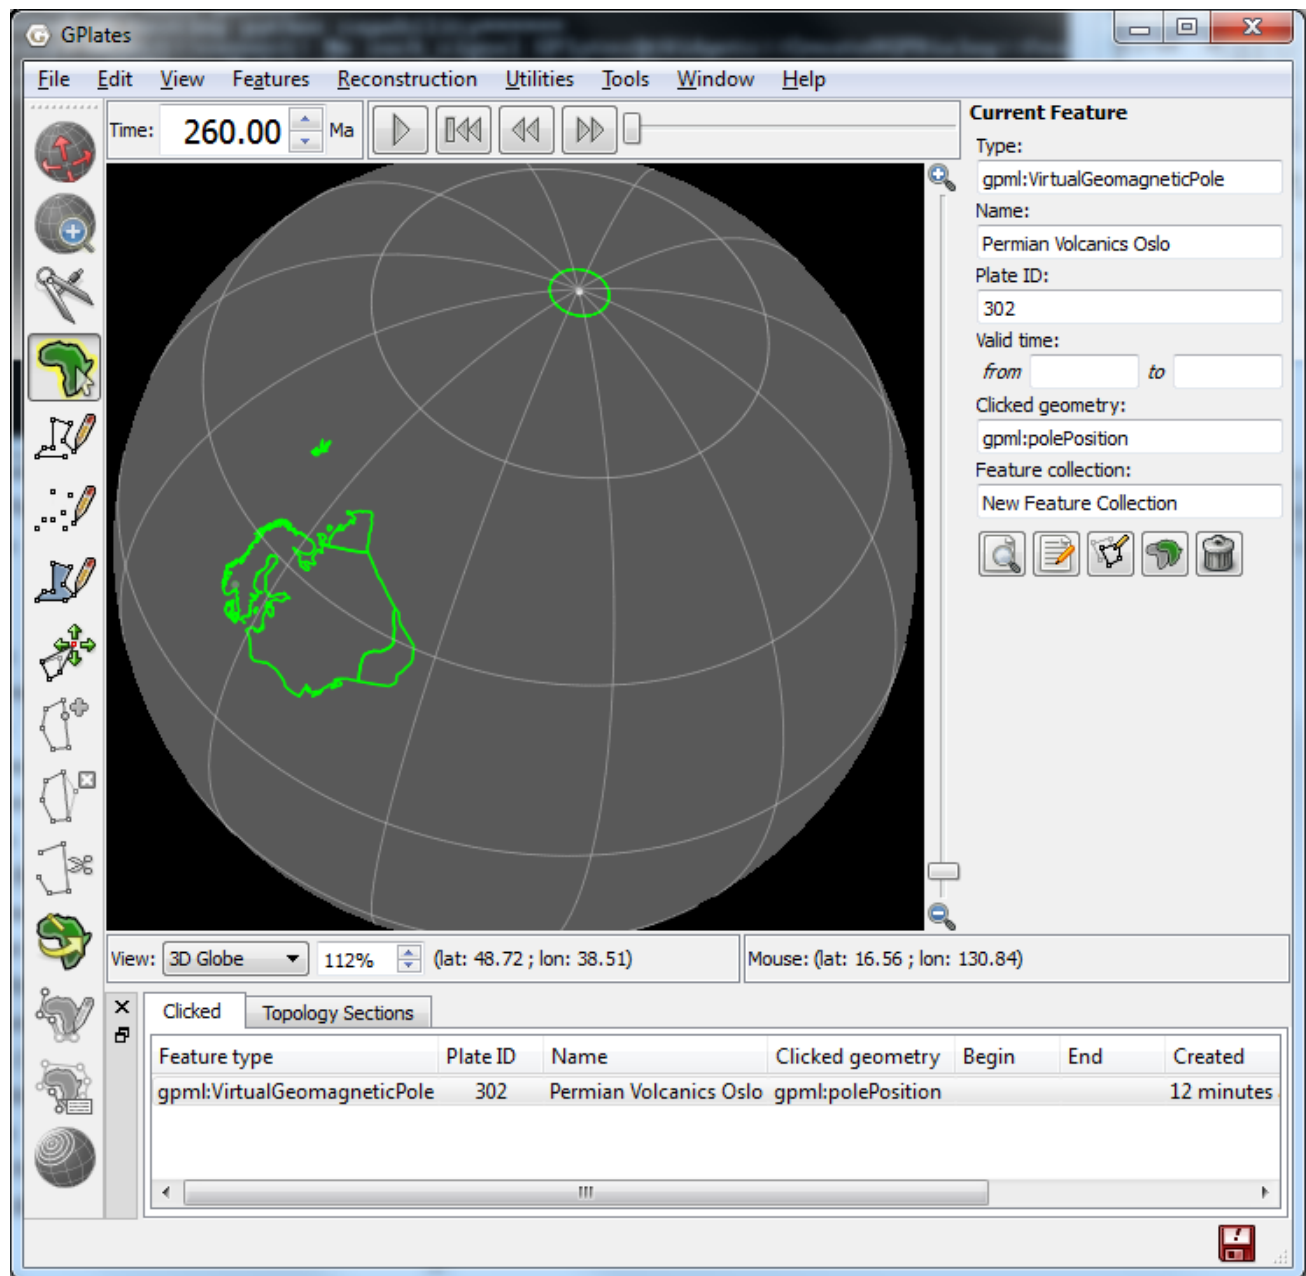 GPlates
File Edit View Features Reconstruction Utilities Tools Window Help
Time: 260.00 Ma
Current Feature
Type:
gpml:VirtualGeomagneticPole
Name:
Permian Volcanics Oslo
Plate ID:
302
Valid time:
from to
Clicked geometry:
gpml:polePosition
Feature collection:
New Feature Collection
View: 3D Globe 112% (lat: 48.72 ; lon: 38.51) Mouse: (lat: 16.56 ; lon: 130.84)
Clicked Topology Sections
Feature type Plate ID Name Clicked geometry Begin End Created
gpml:VirtualGeomagneticPole 302 Permian Volcanics Oslo gpml:polePosition 12 minutes